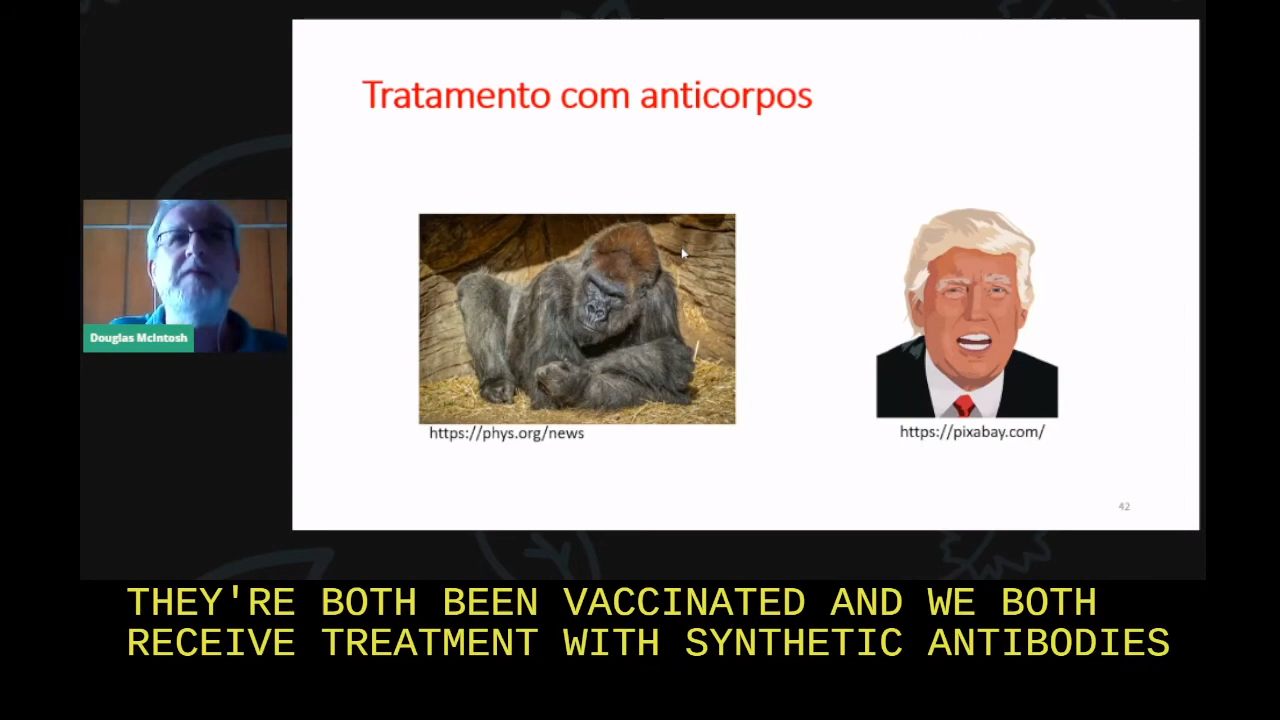 Tratamento com anticorpos
Douglas McIntosh
https://phys.org/news
https://pixabay.com/
42
THEY'RE BOTH BEEN VACCINATED AND WE BOTH
RECEIVE TREATMENT WITH SYNTHETIC ANTIBODIES